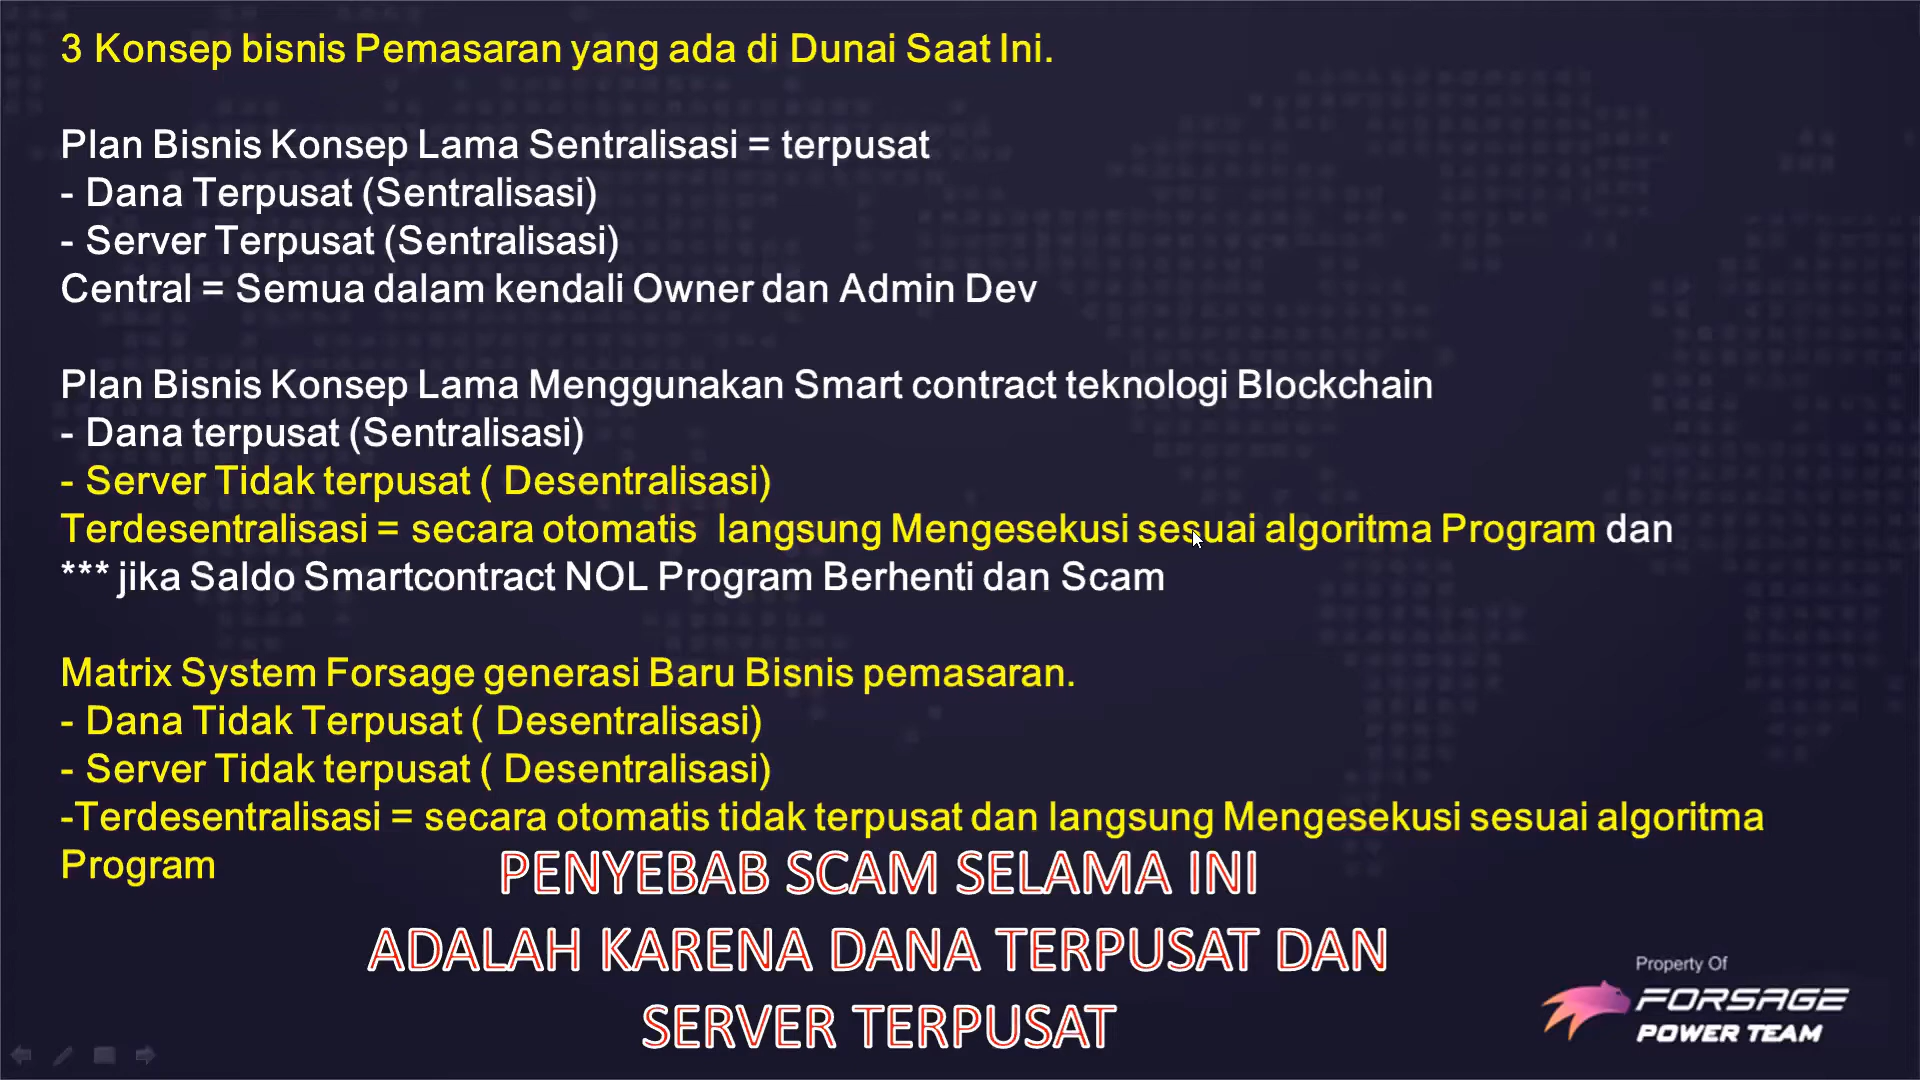 3 Konsep bisnis Pemasaran yang ada di Dunai Saat Ini.
Plan Bisnis Konsep Lama Sentralisasi = terpusat
- Dana Terpusat (Sentralisasi)
- Server Terpusat (Sentralisasi)
Central = Semua dalam kendali Owner dan Admin Dev
Plan Bisnis Konsep Lama Menggunakan Smart contract teknologi Blockchain
- Dana terpusat (Sentralisasi)
- Server Tidak terpusat ( Desentralisasi)
Terdesentralisasi = secara otomatis langsung Mengesekusi sesuai algoritma Program dan
*** jika Saldo Smartcontract NOL Program Berhenti dan Scam
Matrix System Forsage generasi Baru Bisnis pemasaran.
- Dana Tidak Terpusat ( Desentralisasi)
- Server Tidak terpusat ( Desentralisasi)
-Terdesentralisasi = secara otomatis tidak terpusat dan langsung Mengesekusi sesuai algoritma
Program
PENYEBAB SCAM SELAMA INI
ADALAH KARENA DANA TERPUSAT DAN
SERVER TERPUSAT
Property Of
FORSAGE
POWER TEAM